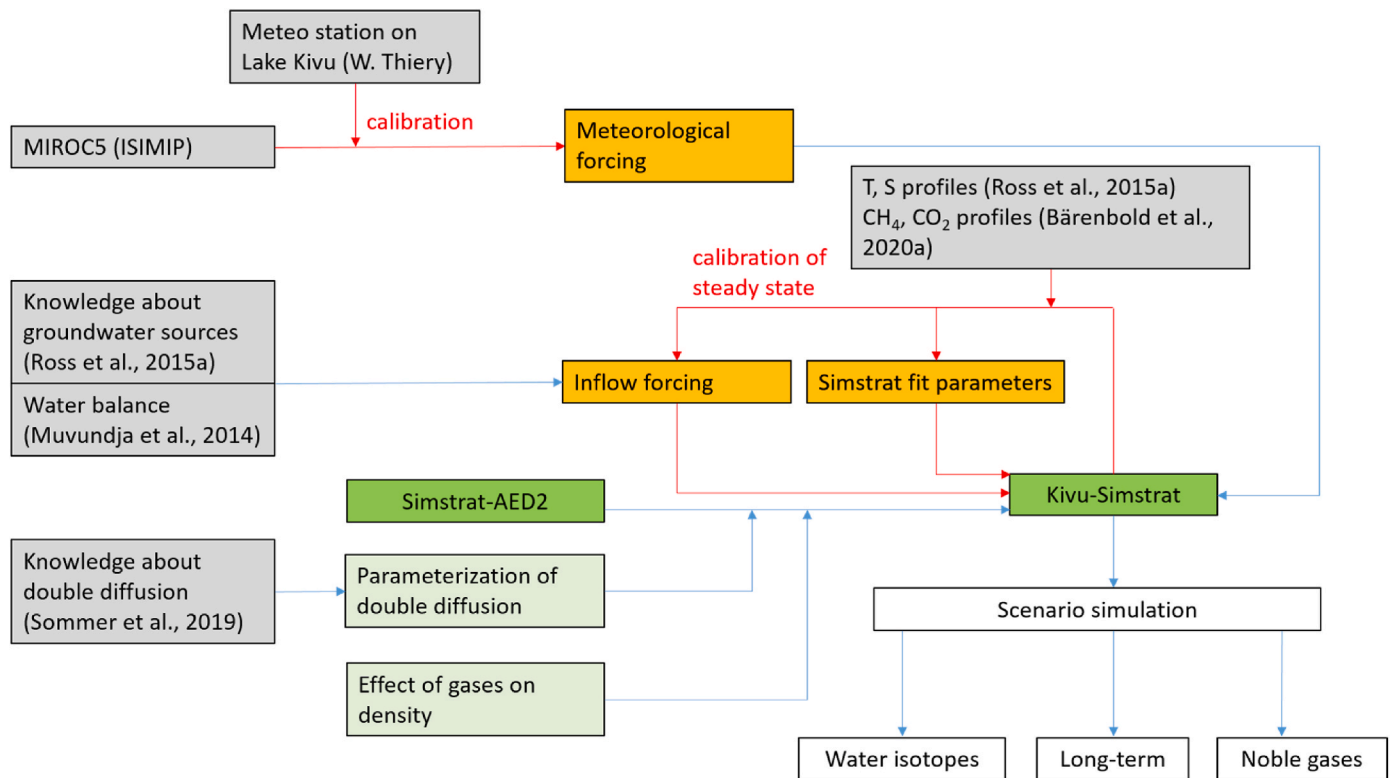 Meteo station on
Lake Kivu (W. Thiery)
calibration
MIROC5 (ISIMIP)
Meteorological
forcing
T, S profiles (Ross et al., 2015a)
CH₄, CO₂ profiles (Bärenbold et al.,
2020a)
calibration of
steady state
Knowledge about
groundwater sources
(Ross et al., 2015a)
Water balance
(Muvundja et al., 2014)
Inflow forcing
Simstrat fit parameters
Simstrat-AED2
Kivu-Simstrat
Knowledge about
double diffusion
(Sommer et al., 2019)
Parameterization of
double diffusion
Effect of gases on
density
Scenario simulation
Water isotopes
Long-term
Noble gases